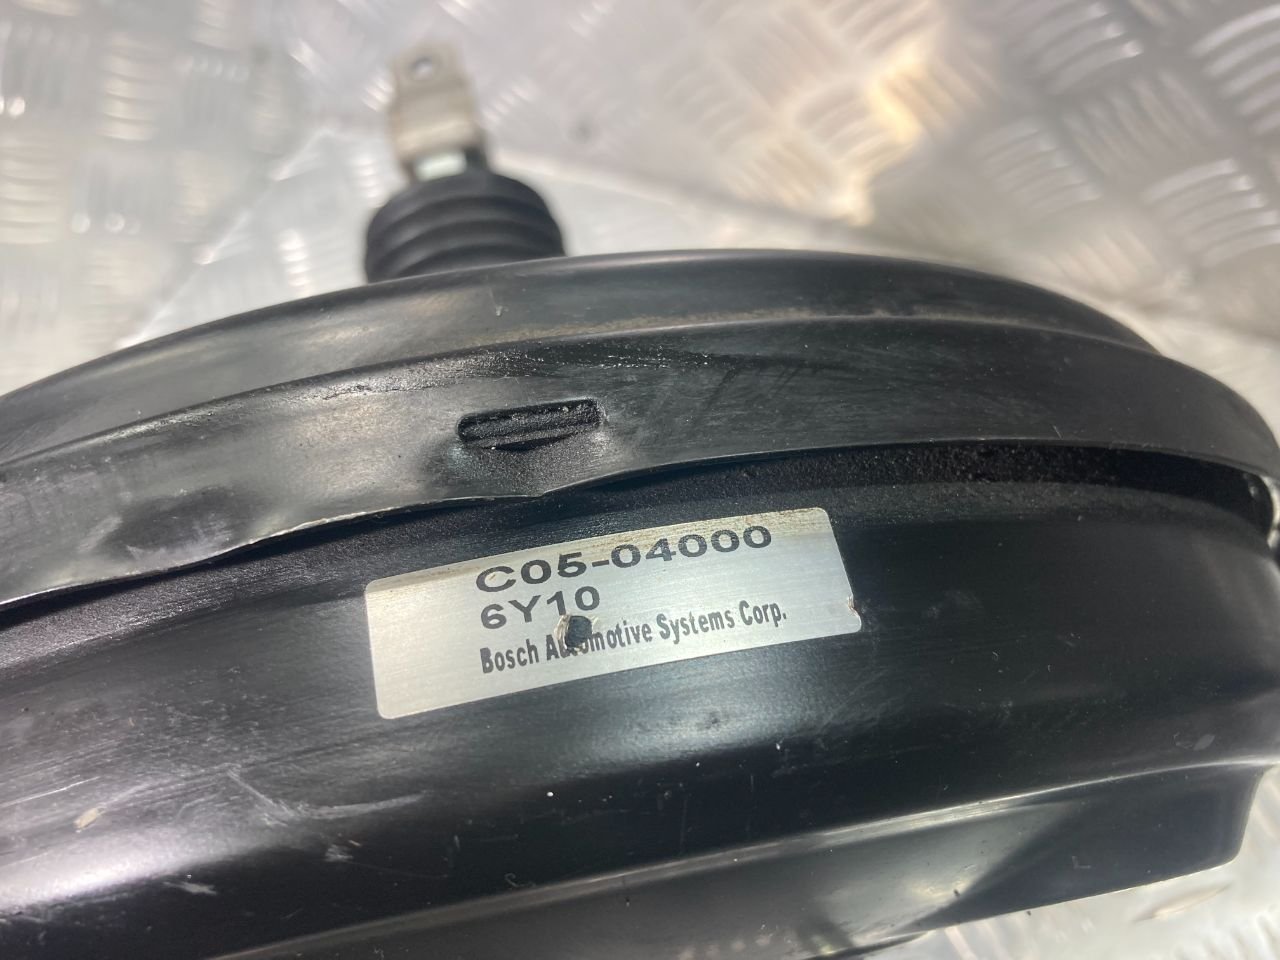 C05-04000
6Y10
Bosch Automotive Systems Corp.